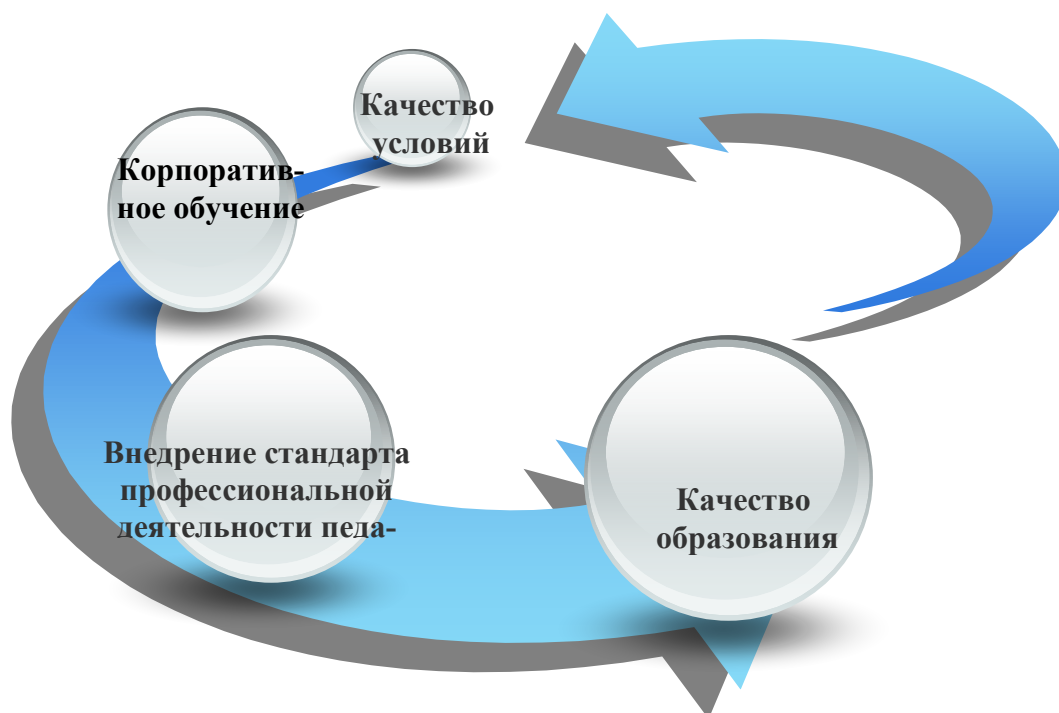 Качество
условий
Корпоратив-
ное обучение
Внедрение стандарта
профессиональной
деятельности педа-
Качество
образования